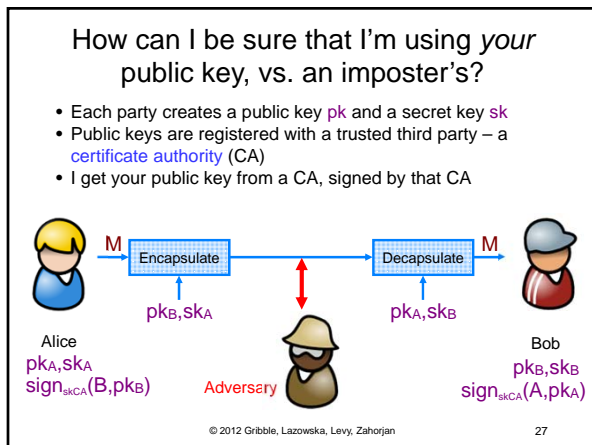 How can I be sure that I'm using your
public key, vs. an imposter's?
• Each party creates a public key pk and a secret key sk
• Public keys are registered with a trusted third party – a
certificate authority (CA)
• I get your public key from a CA, signed by that CA
M
Encapsulate
Decapsulate
M
pkB,skA
pkA,skB
Alice
pkA,skA
signskCA(B,pkB)
Adversary
Bob
pkB,skB
signskCA(A,pkA)
© 2012 Gribble, Lazowska, Levy, Zahorjan
27